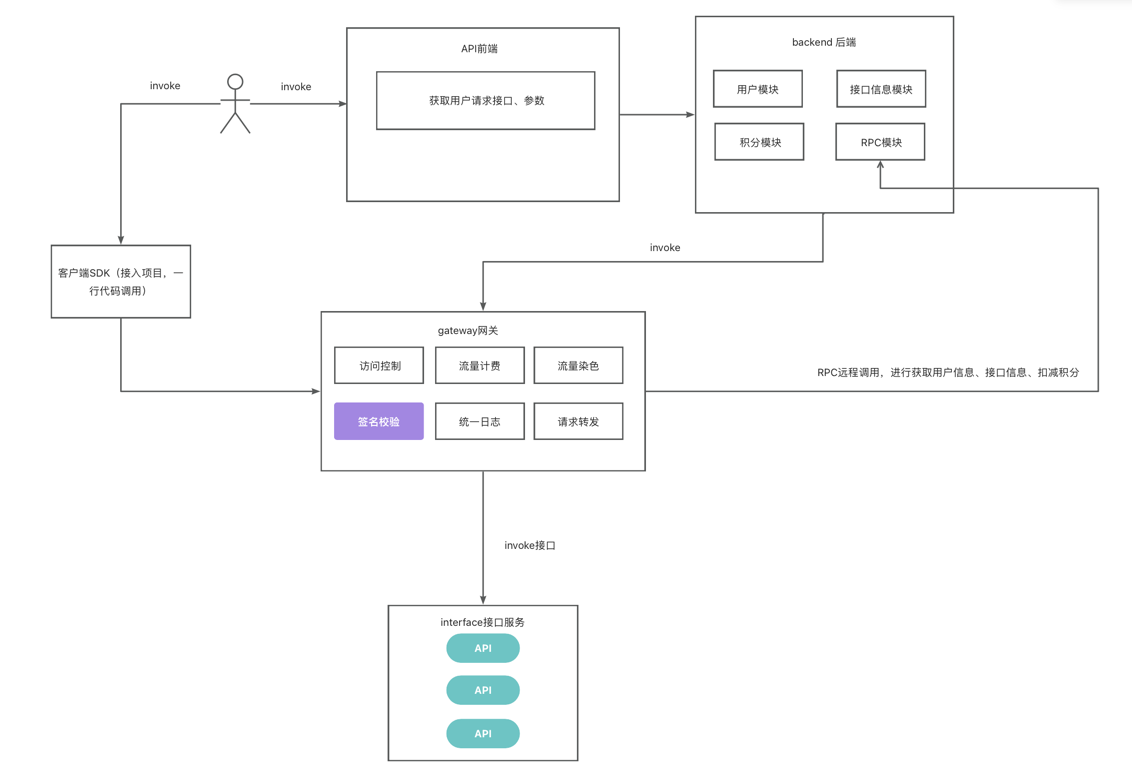 invoke
invoke
API前端
获取用户请求接口、参数
backend 后端
用户模块
接口信息模块
积分模块
RPC模块
客户端SDK（接入项目，一
行代码调用）
invoke
gateway网关
访问控制
流量计费
流量染色
签名校验
统一日志
请求转发
RPC远程调用，进行获取用户信息、接口信息、扣减积分
invoke接口
interface接口服务
API
API
API